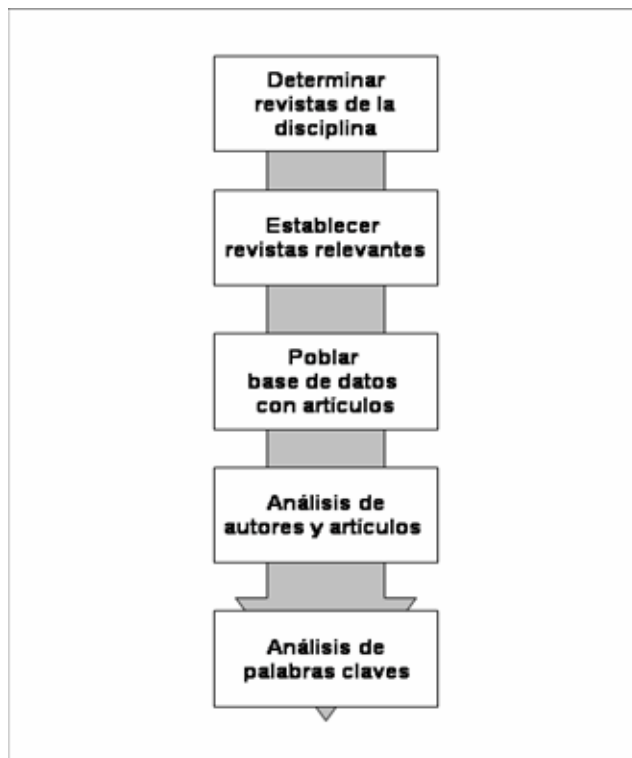 Determinar
revistas de la
disciplina
Establecer
revistas relevantes
Poblar
base de datos
con artículos
Análisis de
autores y artículos
Análisis de
palabras claves